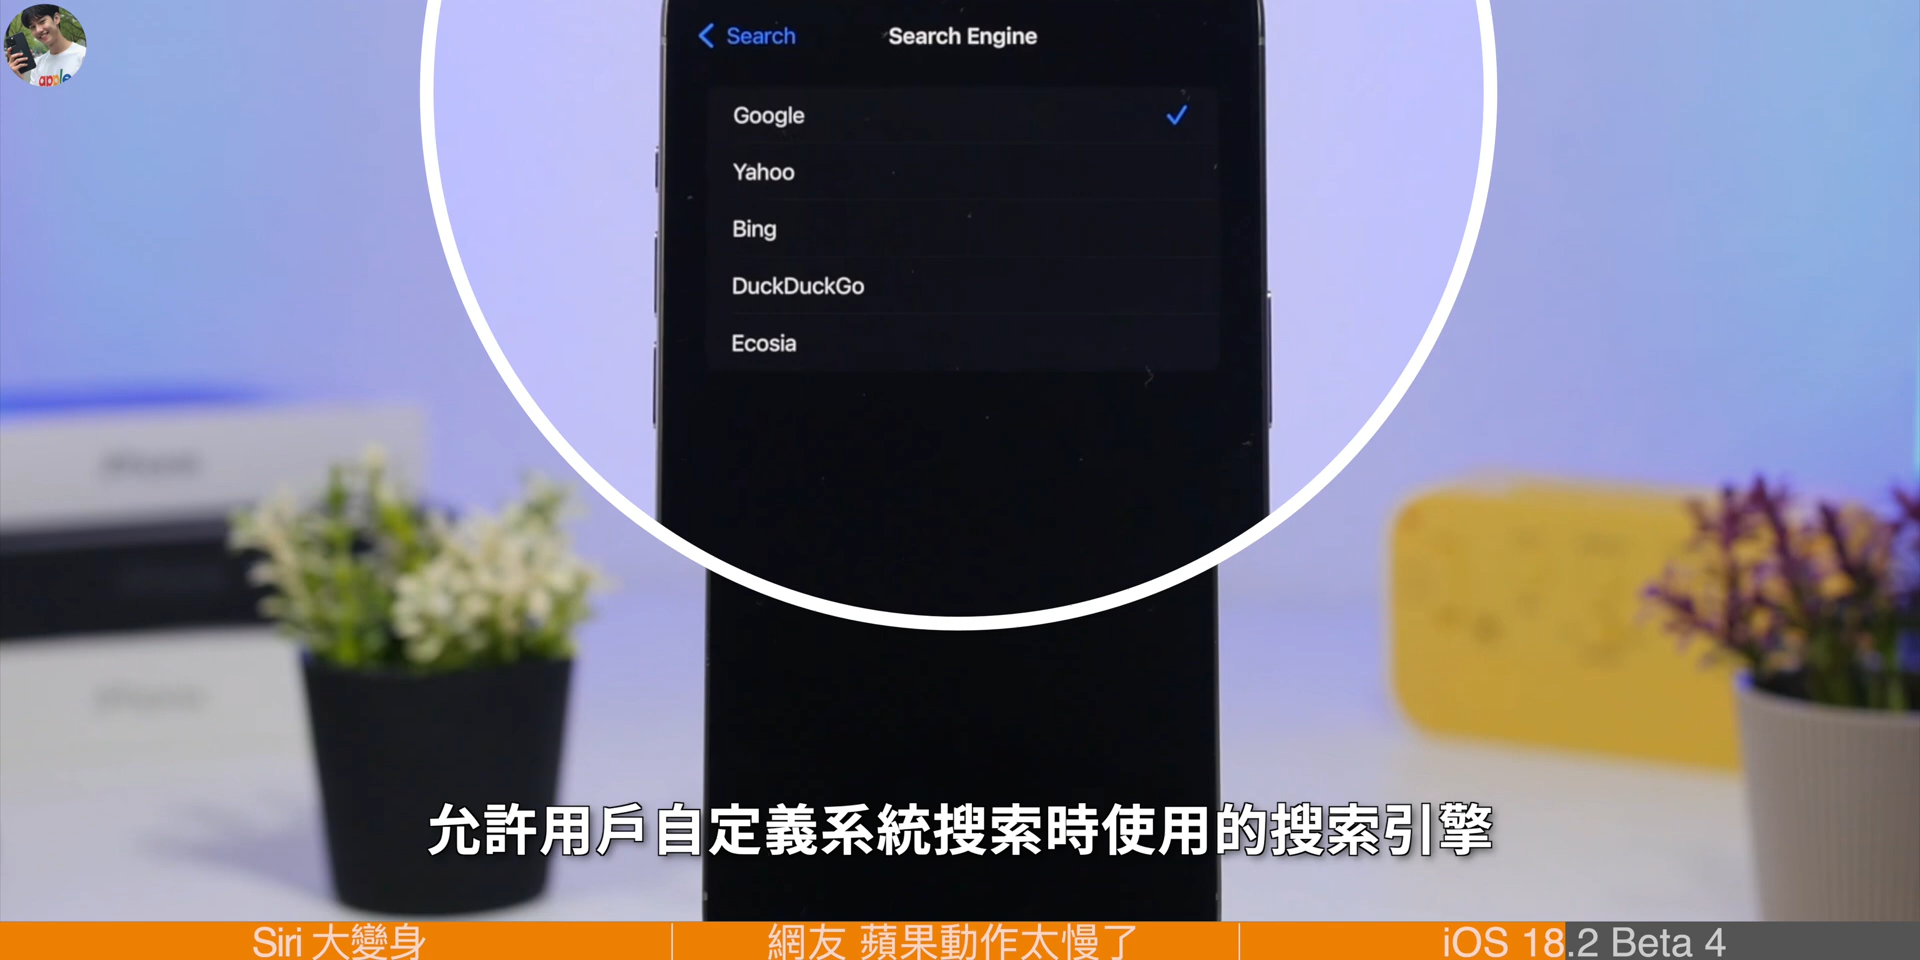 apple
Search
Search Engine
Google
Yahoo
Bing
DuckDuckGo
Ecosia
允許用戶自定義系統搜索時使用的搜索引擎
Siri 大變身
網友 蘋果動作太慢了
iOS 18.2 Beta 4